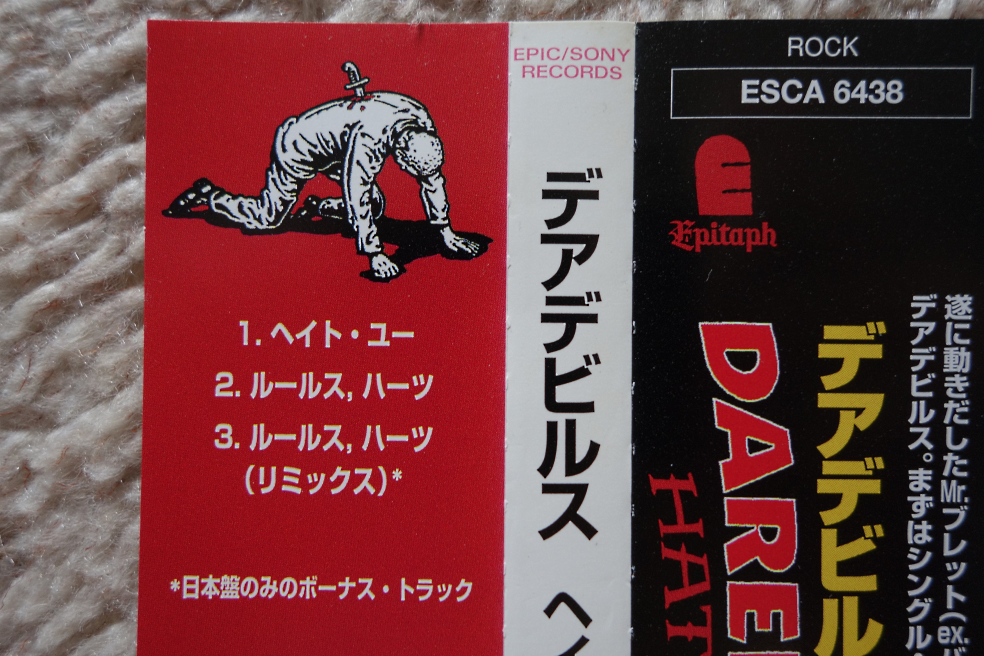 1. ヘイト・ユー
2. ルールス, ハーツ
3. ルールス, ハーツ
(リミックス)*
*日本盤のみのボーナス・トラック
EPIC/SONY
RECORDS
デアデビルス ヘイ
ROCK
ESCA 6438
Epitaph
遂に動きだしたMr.ブレット(ex.バ
デアデビルス。まずはシングル
デアデビル
DARE
HAT